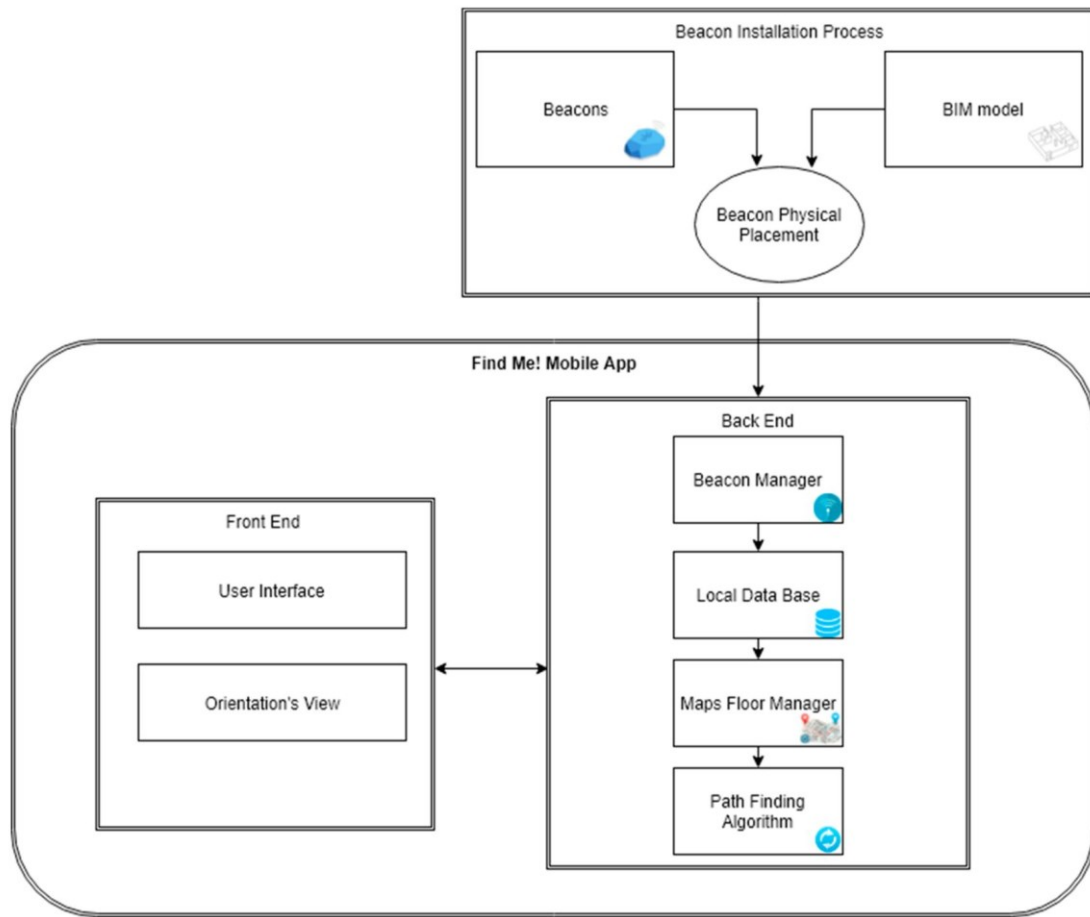 Beacon Installation Process
Beacons
BIM model
Beacon Physical
Placement
Find Me! Mobile App
Back End
Beacon Manager
Front End
User Interface
Local Data Base
Orientation's View
Maps Floor Manager
Path Finding
Algorithm